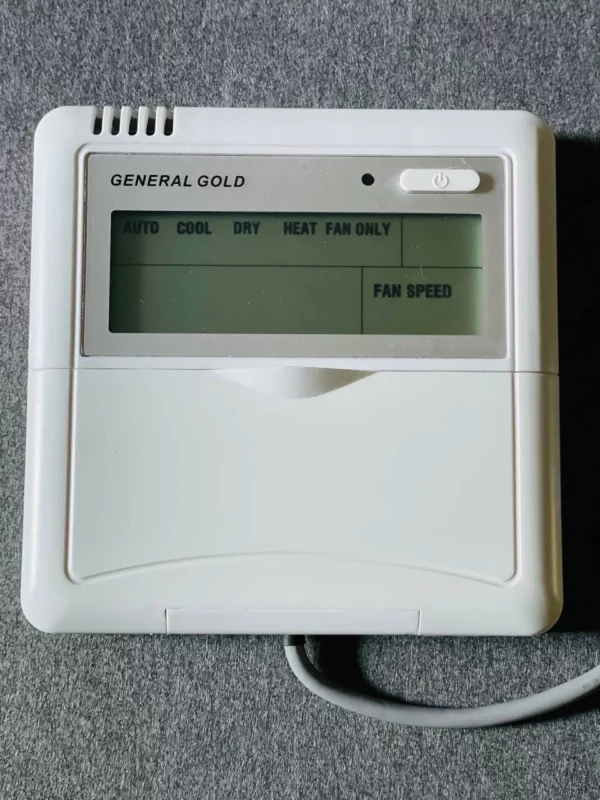 GENERAL GOLD
AUTO COOL DRY HEAT FAN ONLY
FAN SPEED